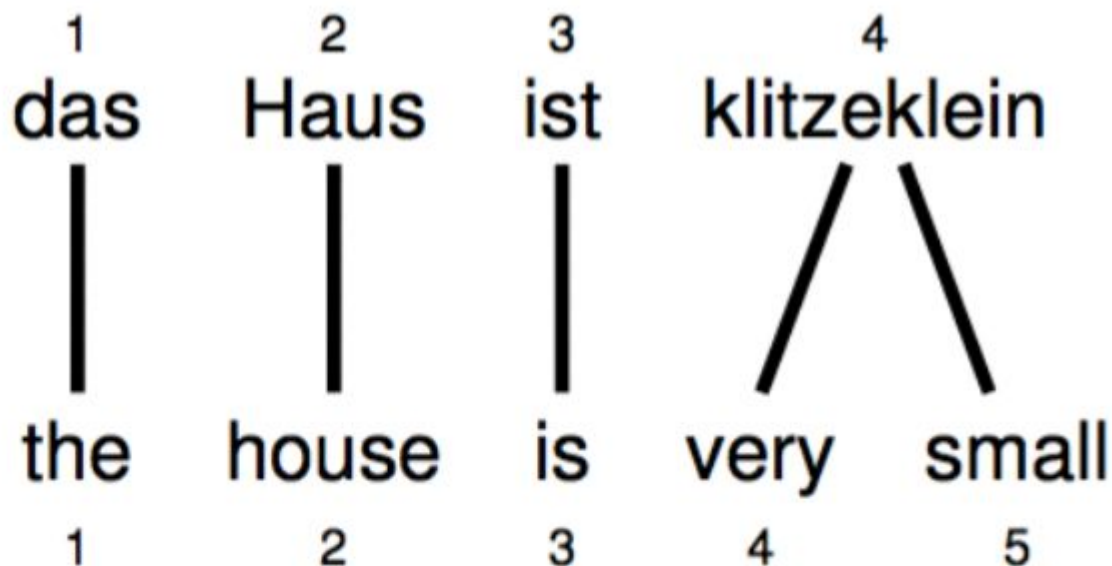 1 2 3 4
das Haus ist klitzeklein
the house is very small
1 2 3 4 5